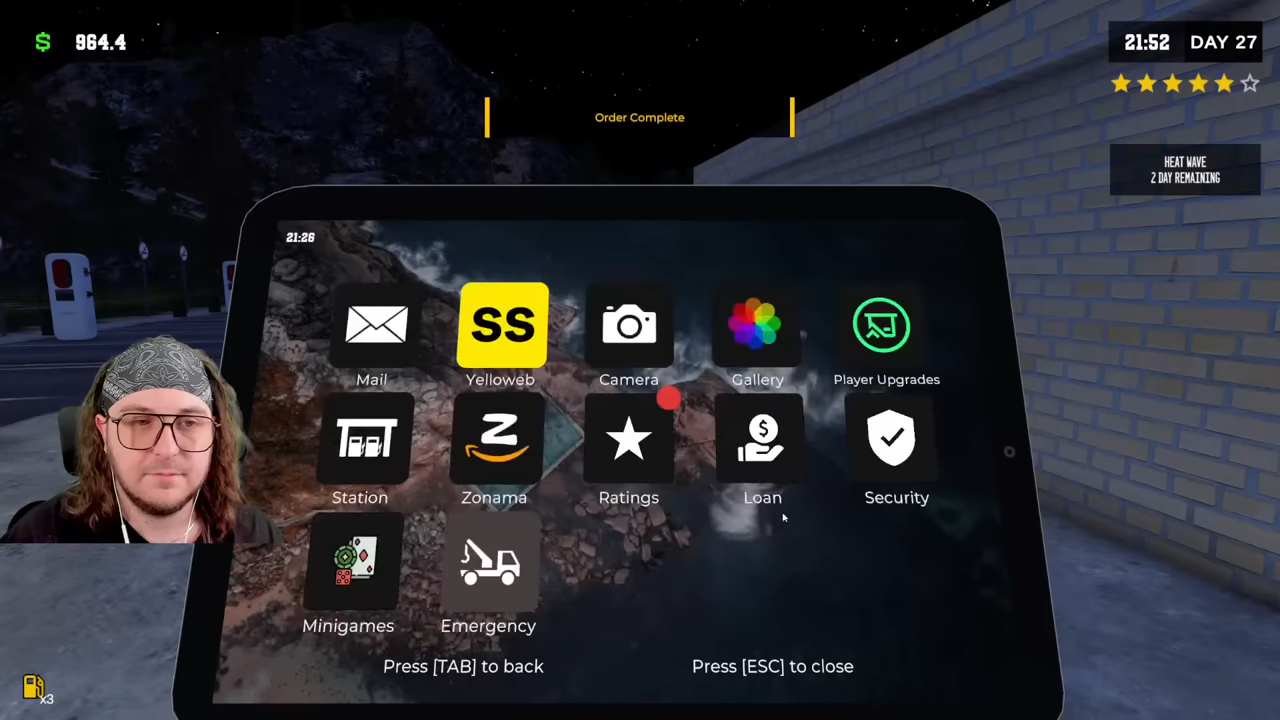 $ 964.4
21:52 DAY 27
Order Complete
HEAT WAVE
2 DAY REMAINING
21:26
SS
Mail
Yelloweb
Camera
Gallery
Player Upgrades
Z
$
Station
Zonama
Ratings
Loan
Security
Minigames
Emergency
Press [TAB] to back
Press [ESC] to close
x3